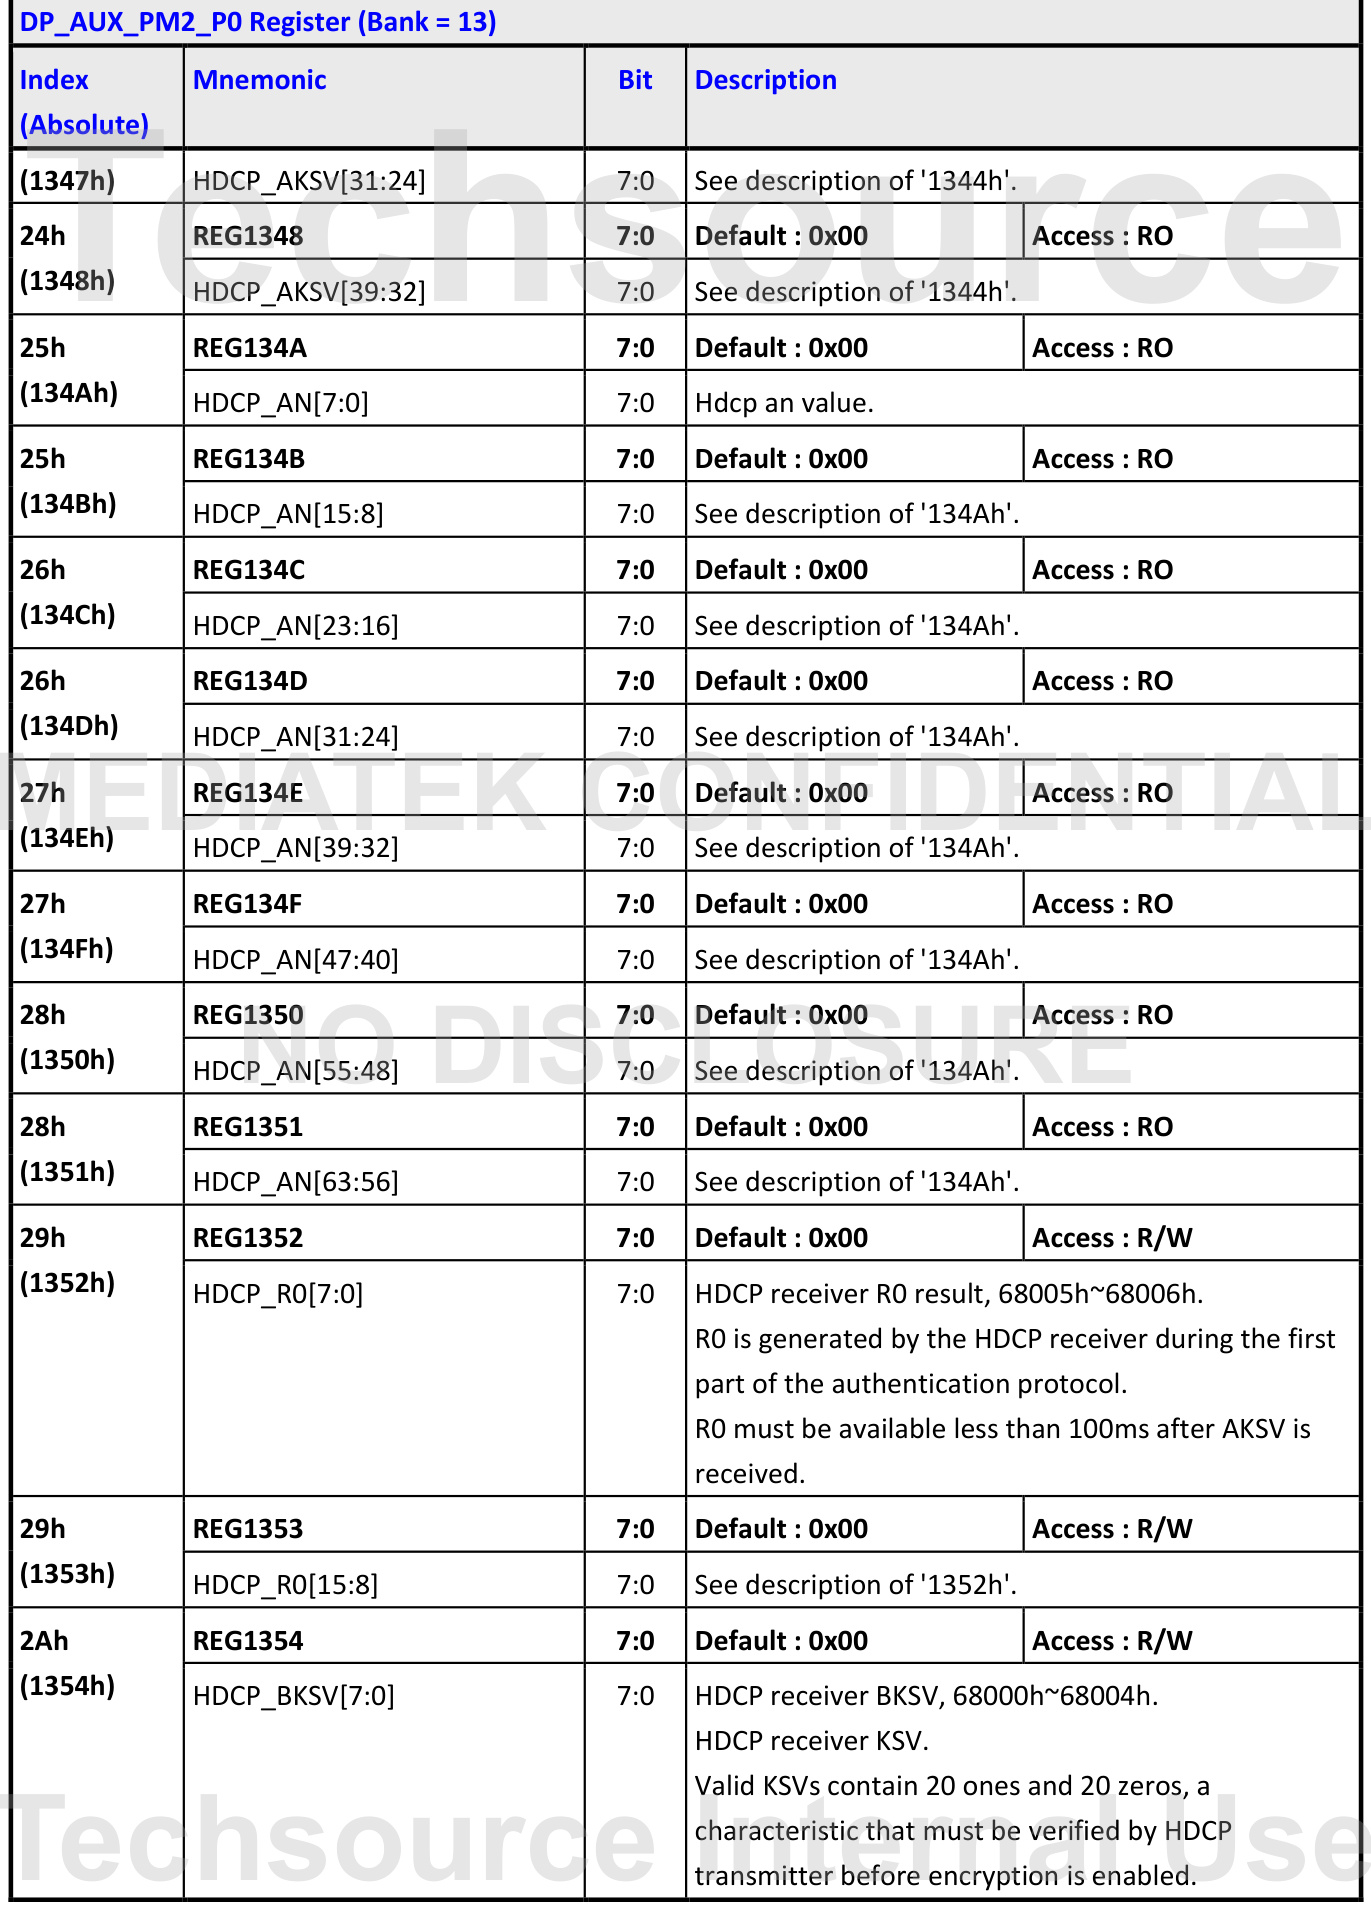 DP_AUX_PM2_P0 Register (Bank = 13)
Index Mnemonic Bit Description
(Absolute)
(1347h) HDCP_AKSV[31:24] 7:0 See description of '1344h'.
24h REG1348 7:0 Default : 0x00 Access : RO
(1348h) HDCP_AKSV[39:32] 7:0 See description of '1344h'.
Techsource
25h REG134A 7:0 Default : 0x00 Access : RO
(134Ah) HDCP_AN[7:0] 7:0 Hdcp an value.
25h REG134B 7:0 Default : 0x00 Access : RO
(134Bh) HDCP_AN[15:8] 7:0 See description of '134Ah'.
26h REG134C 7:0 Default : 0x00 Access : RO
(134Ch) HDCP_AN[23:16] 7:0 See description of '134Ah'.
26h REG134D 7:0 Default : 0x00 Access : RO
(134Dh) HDCP_AN[31:24] 7:0 See description of '134Ah'.
MEDIATEK CONFIDENTIAL
27h REG134E 7:0 Default : 0x00 Access : RO
(134Eh) HDCP_AN[39:32] 7:0 See description of '134Ah'.
27h REG134F 7:0 Default : 0x00 Access : RO
(134Fh) HDCP_AN[47:40] 7:0 See description of '134Ah'.
28h REG1350 7:0 Default : 0x00 Access : RO
NO DISCLOSURE
(1350h) HDCP_AN[55:48] 7:0 See description of '134Ah'.
28h REG1351 7:0 Default : 0x00 Access : RO
(1351h) HDCP_AN[63:56] 7:0 See description of '134Ah'.
29h REG1352 7:0 Default : 0x00 Access : R/W
(1352h) HDCP_R0[7:0] 7:0 HDCP receiver R0 result, 68005h~68006h.
R0 is generated by the HDCP receiver during the first
part of the authentication protocol.
R0 must be available less than 100ms after AKSV is
received.
29h REG1353 7:0 Default : 0x00 Access : R/W
(1353h) HDCP_R0[15:8] 7:0 See description of '1352h'.
2Ah REG1354 7:0 Default : 0x00 Access : R/W
(1354h) HDCP_BKSV[7:0] 7:0 HDCP receiver BKSV, 68000h~68004h.
HDCP receiver KSV.
Valid KSVs contain 20 ones and 20 zeros, a
characteristic that must be verified by HDCP
transmitter before encryption is enabled.
Techsource Internal Use